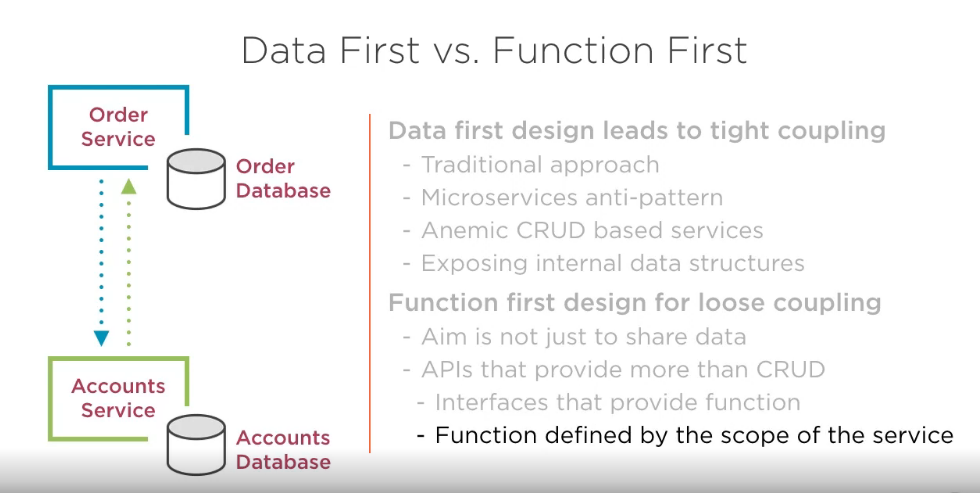 Data First vs. Function First
Order
Service
Order
Database
Accounts
Service
Accounts
Database
Data first design leads to tight coupling
- Traditional approach
- Microservices anti-pattern
- Anemic CRUD based services
- Exposing internal data structures
Function first design for loose coupling
- Aim is not just to share data
- APIs that provide more than CRUD
- Interfaces that provide function
- Function defined by the scope of the service